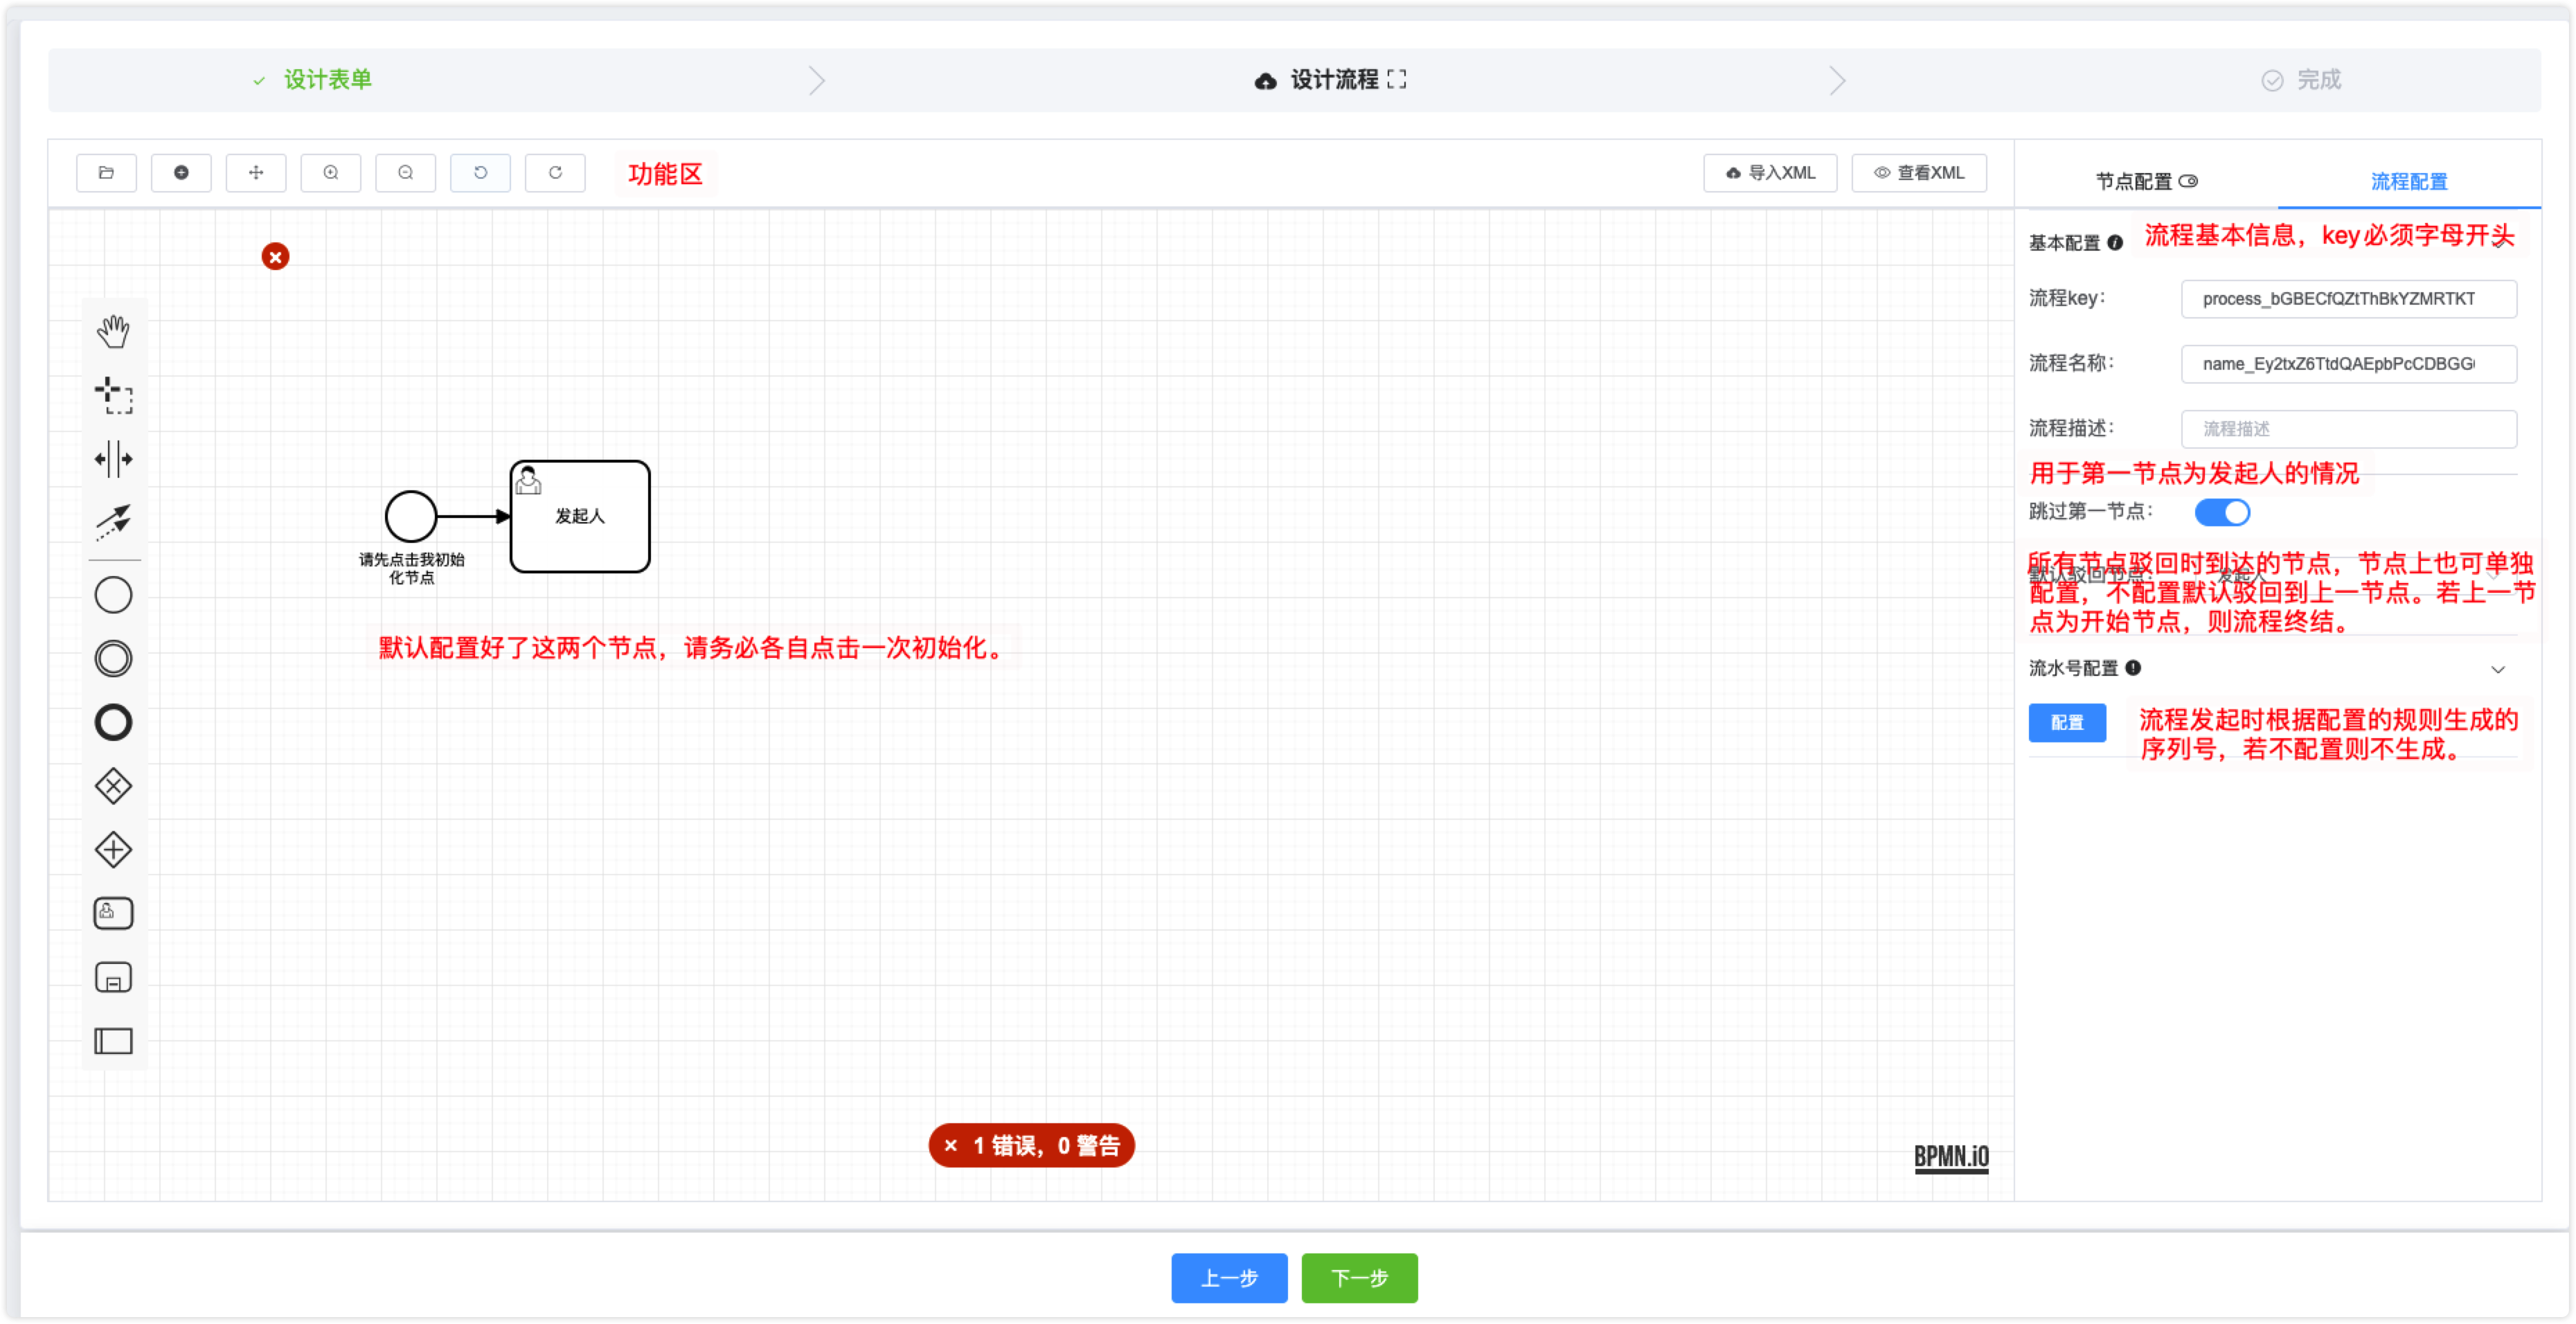 设计表单
设计流程
完成
功能区
导入XML
查看XML
节点配置
流程配置
基本配置
流程基本信息，key必须字母开头
流程key：
process_bGBECfQZtThBkYZMRTKT
流程名称：
name_Ey2txZ6TtdQAEpbPcCDBGG
流程描述：
流程描述
用于第一节点为发起人的情况
跳过第一节点：
所有节点驳回时到达的节点，节点上也可单独
默认驳回节点：
发起人
配置，不配置默认驳回到上一节点。若上一节
点为开始节点，则流程终结。
流水号配置
配置
流程发起时根据配置的规则生成的
序列号，若不配置则不生成。
发起人
请先点击我初始
化节点
默认配置好了这两个节点，请务必各自点击一次初始化。
1 错误，0 警告
BPMN.iO
上一步
下一步